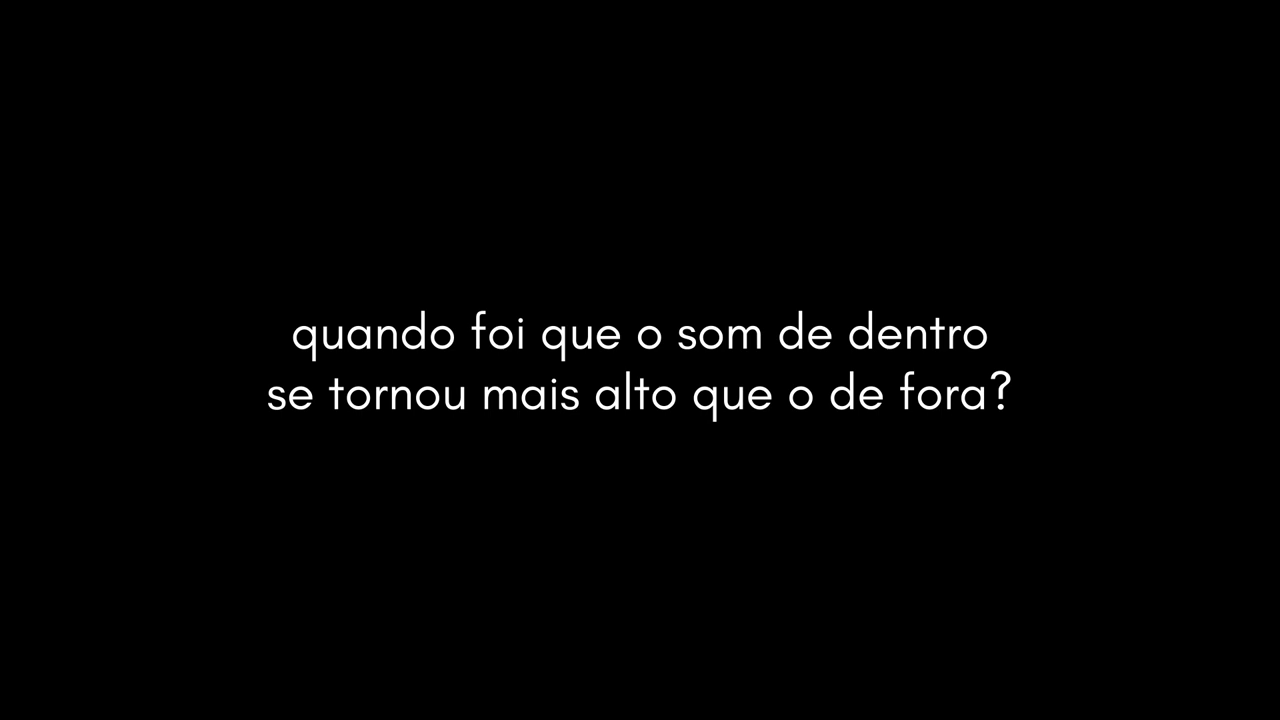 quando foi que o som de dentro
se tornou mais alto que o de fora?